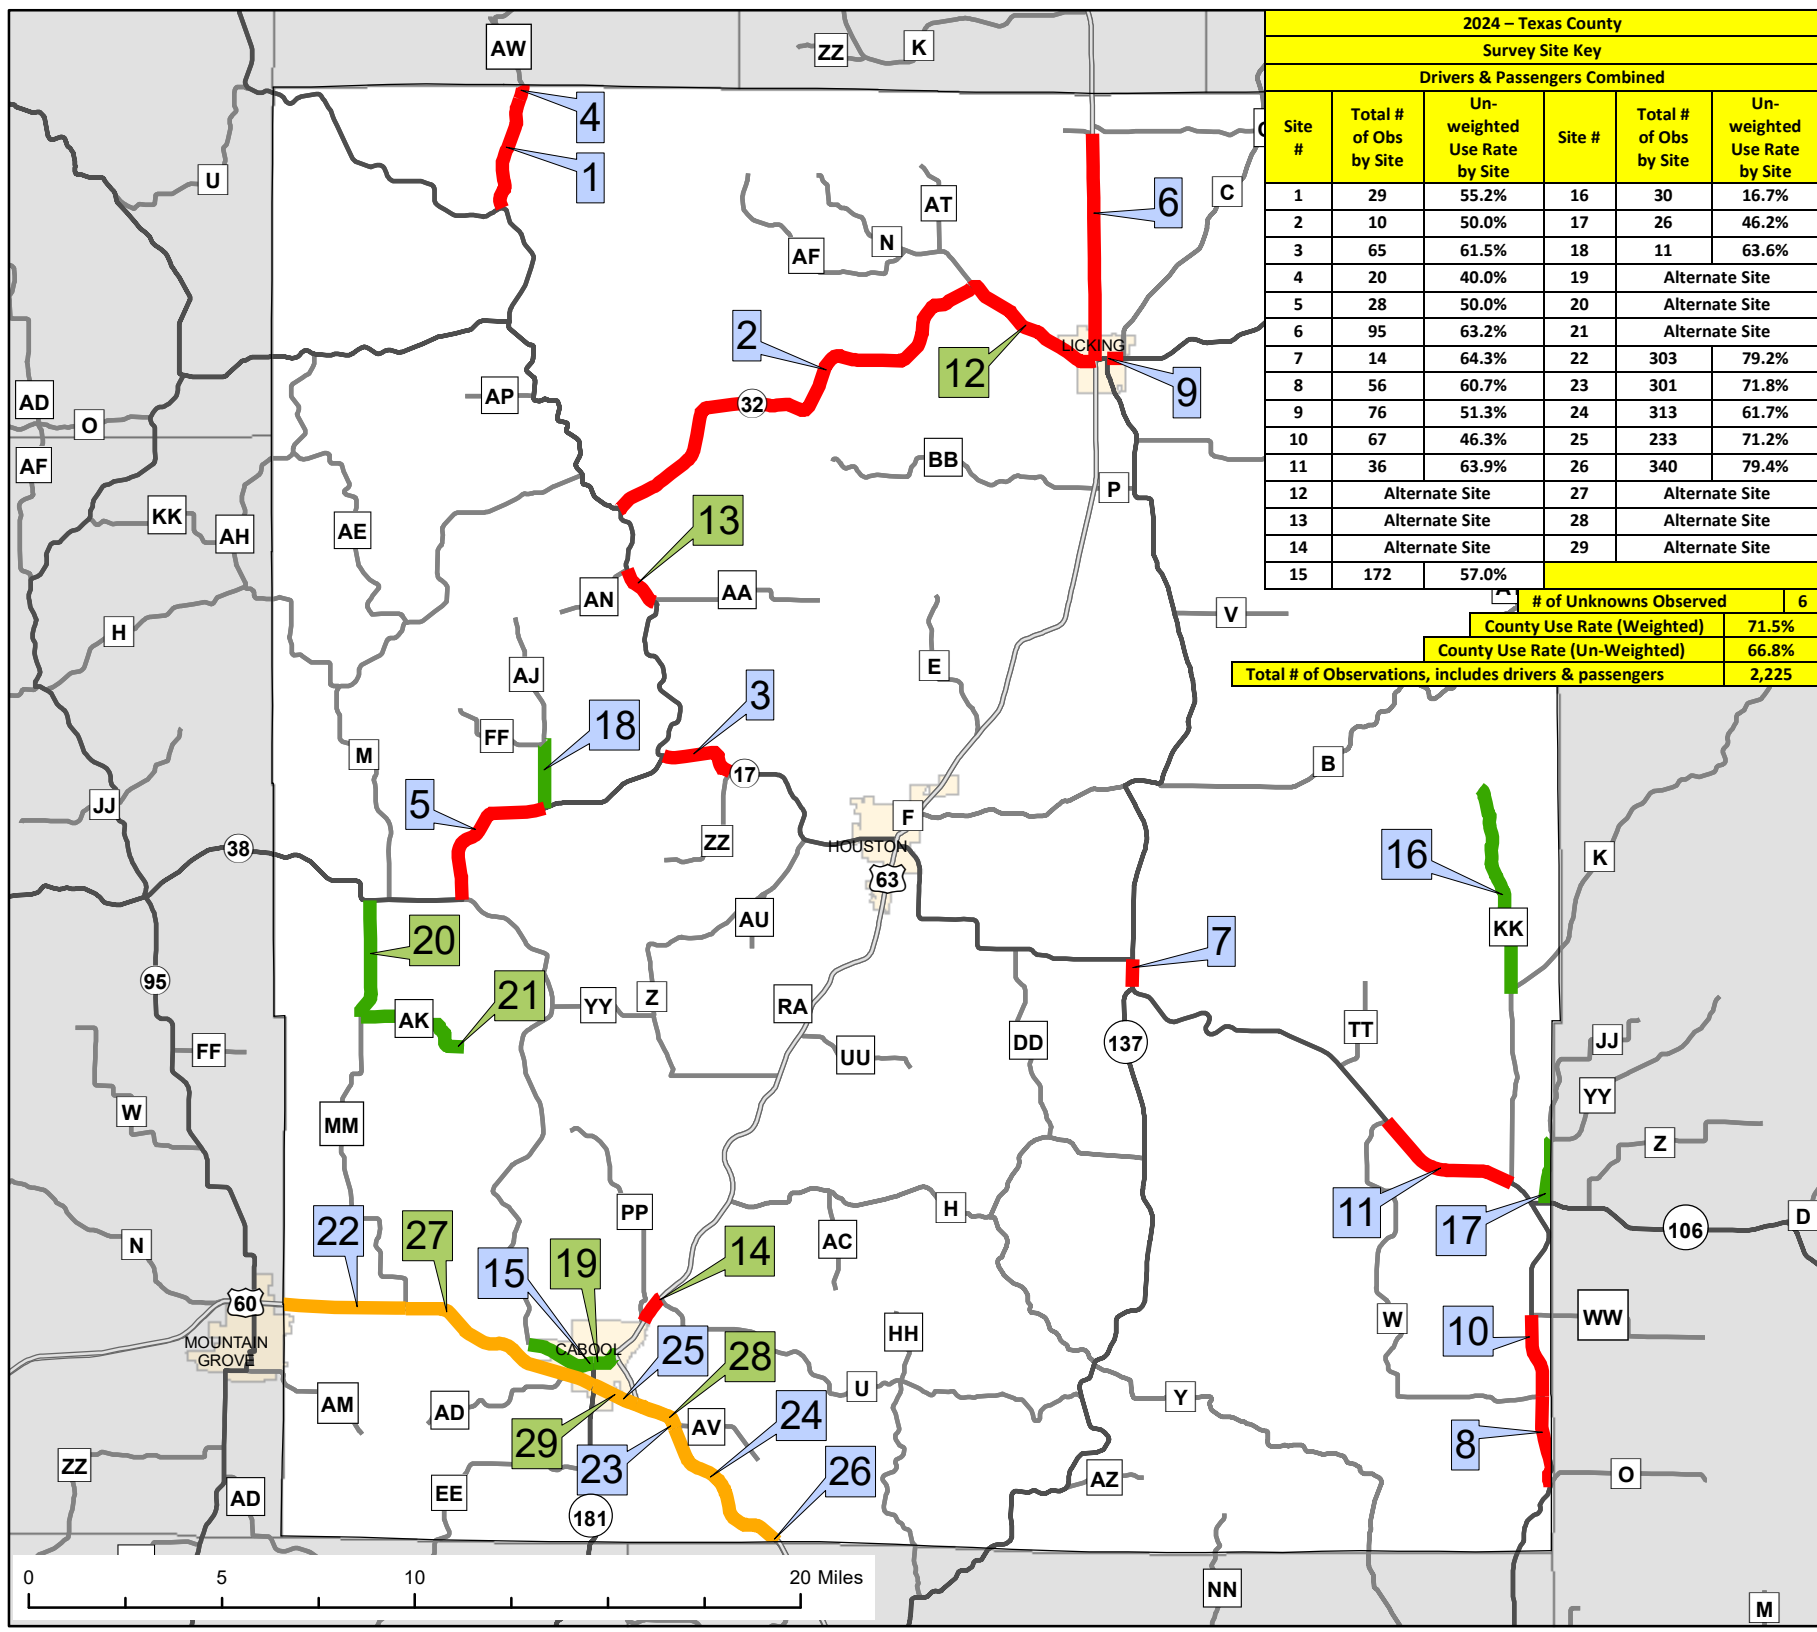 2024 – Texas County
Survey Site Key
Drivers & Passengers Combined
Site # | Total # of Obs by Site | Un-weighted Use Rate by Site | Site # | Total # of Obs by Site | Un-weighted Use Rate by Site
1 | 29 | 55.2% | 16 | 30 | 16.7%
2 | 10 | 50.0% | 17 | 26 | 46.2%
3 | 65 | 61.5% | 18 | 11 | 63.6%
4 | 20 | 40.0% | 19 | Alternate Site
5 | 28 | 50.0% | 20 | Alternate Site
6 | 95 | 63.2% | 21 | Alternate Site
7 | 14 | 64.3% | 22 | 303 | 79.2%
8 | 56 | 60.7% | 23 | 301 | 71.8%
9 | 76 | 51.3% | 24 | 313 | 61.7%
10 | 67 | 46.3% | 25 | 233 | 71.2%
11 | 36 | 63.9% | 26 | 340 | 79.4%
12 | Alternate Site | 27 | Alternate Site
13 | Alternate Site | 28 | Alternate Site
14 | Alternate Site | 29 | Alternate Site
15 | 172 | 57.0%
# of Unknowns Observed 6
County Use Rate (Weighted) 71.5%
County Use Rate (Un-Weighted) 66.8%
Total # of Observations, includes drivers & passengers 2,225
AW
ZZ
K
4
1
U
AT
6
C
N
AF
2
12
LICKING
9
AD
O
AP
32
AF
BB
P
KK
AH
AE
13
AN
AA
V
H
E
AJ
3
18
FF
M
17
B
5
JJ
F
ZZ
HOUSTON
38
16
K
63
AU
KK
20
7
95
21
Z
YY
RA
AK
TT
UU
DD
137
JJ
FF
YY
W
MM
Z
PP
H
11
17
D
106
22
27
N
AC
15
19
14
60
WW
W
10
HH
MOUNTAIN
GROVE
CABOOL
25
28
U
Y
AM
AD
24
AV
29
8
23
26
ZZ
O
AZ
EE
AD
181
0 5 10 20 Miles
NN
M